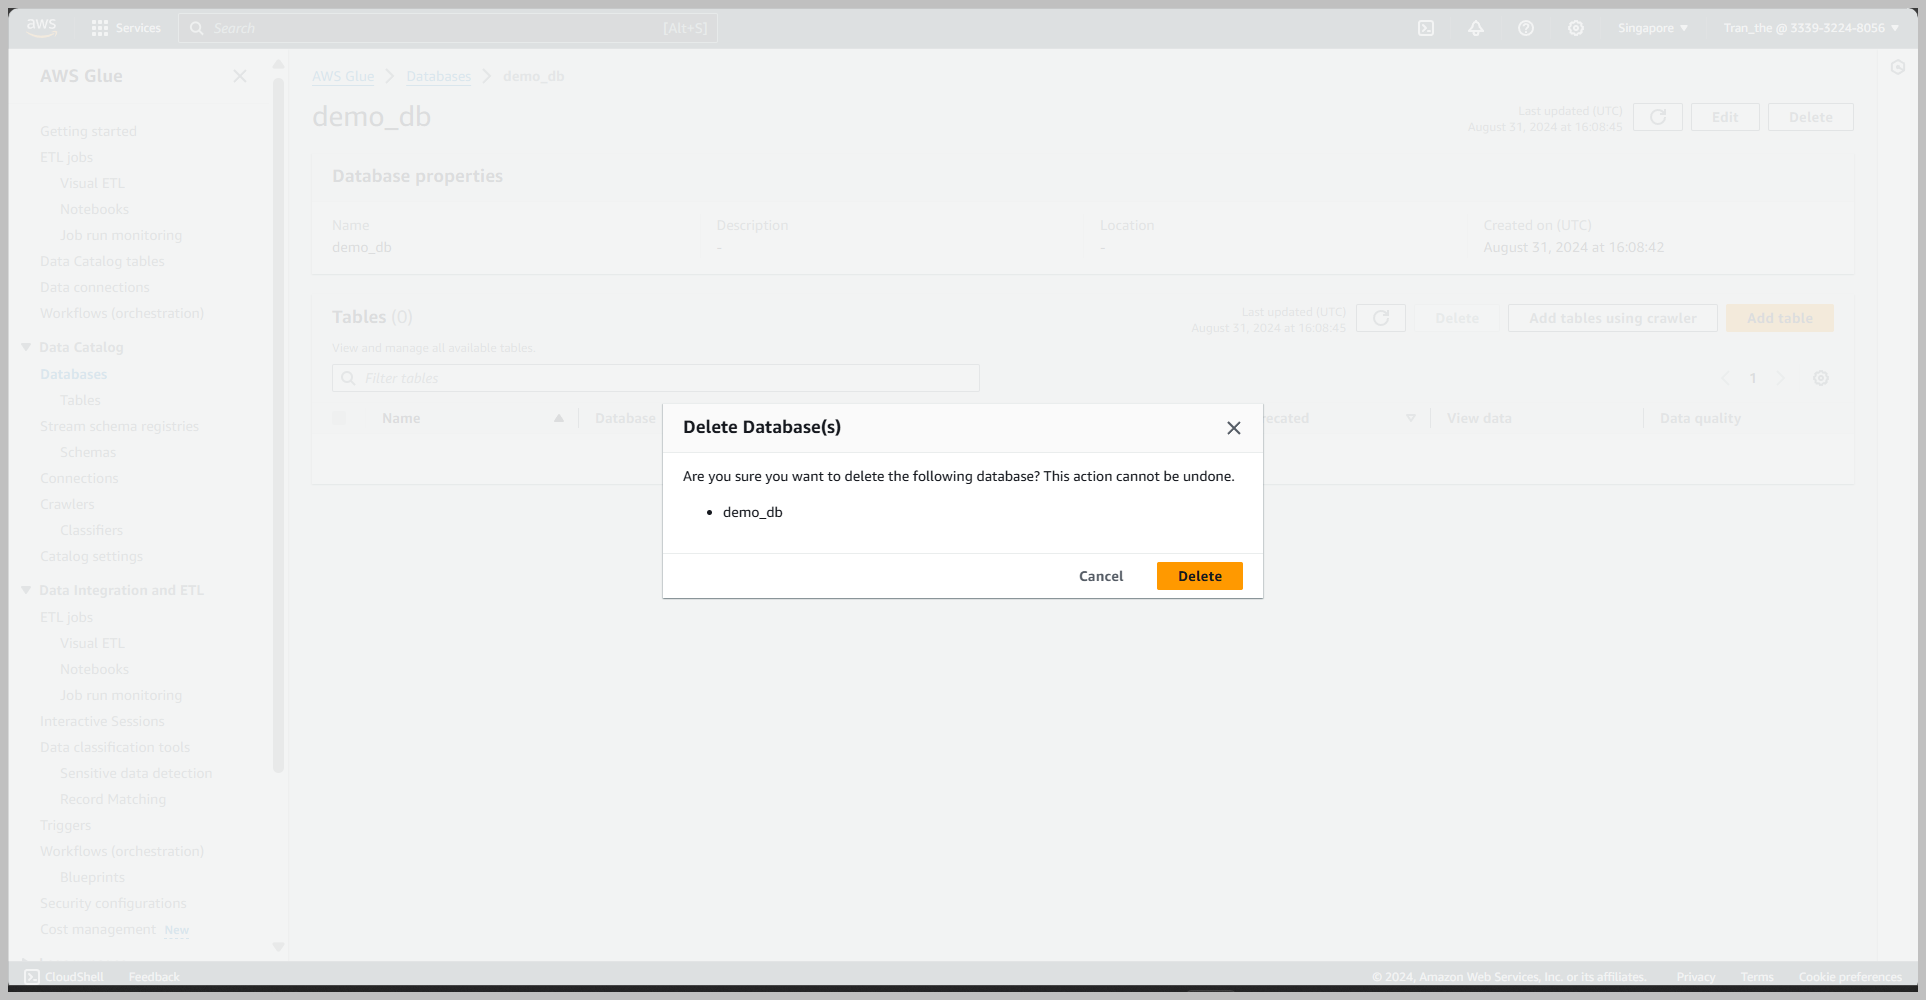 aws
Services
Search
[Alt+S]
Singapore
Tran_the @ 3339-3224-8056
AWS Glue
Getting started
ETL jobs
Visual ETL
Notebooks
Job run monitoring
Data Catalog tables
Data connections
Workflows (orchestration)
Data Catalog
Databases
Tables
Stream schema registries
Schemas
Connections
Crawlers
Classifiers
Catalog settings
Data Integration and ETL
ETL jobs
Visual ETL
Notebooks
Job run monitoring
Interactive Sessions
Data classification tools
Sensitive data detection
Record Matching
Triggers
Workflows (orchestration)
Blueprints
Security configurations
Cost management New
AWS Glue
Databases
demo_db
demo_db
Last updated (UTC)
August 31, 2024 at 16:08:45
Edit
Delete
Database properties
Name
demo_db
Description
-
Location
-
Created on (UTC)
August 31, 2024 at 16:08:42
Tables (0)
View and manage all available tables.
Last updated (UTC)
August 31, 2024 at 16:08:45
Delete
Add tables using crawler
Add table
Filter tables
1
Name
Database
View data
Data quality
Delete Database(s)
Are you sure you want to delete the following database? This action cannot be undone.
• demo_db
Cancel
Delete
CloudShell
Feedback
© 2024, Amazon Web Services, Inc. or its affiliates.
Privacy
Terms
Cookie preferences